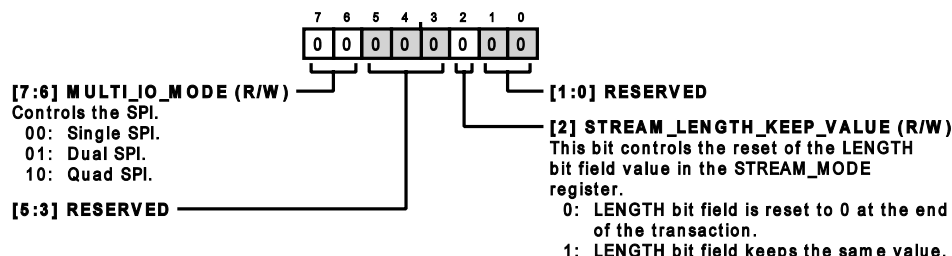 7 6 5 4 3 2 1 0
0 0 0 0 0 0 0 0
[7:6] MULTI_IO_MODE (R/W)
Controls the SPI.
00: Single SPI.
01: Dual SPI.
10: Quad SPI.
[5:3] RESERVED
[1:0] RESERVED
[2] STREAM_LENGTH_KEEP_VALUE (R/W)
This bit controls the reset of the LENGTH
bit field value in the STREAM_MODE
register.
0: LENGTH bit field is reset to 0 at the end
of the transaction.
1: LENGTH bit field keeps the same value.